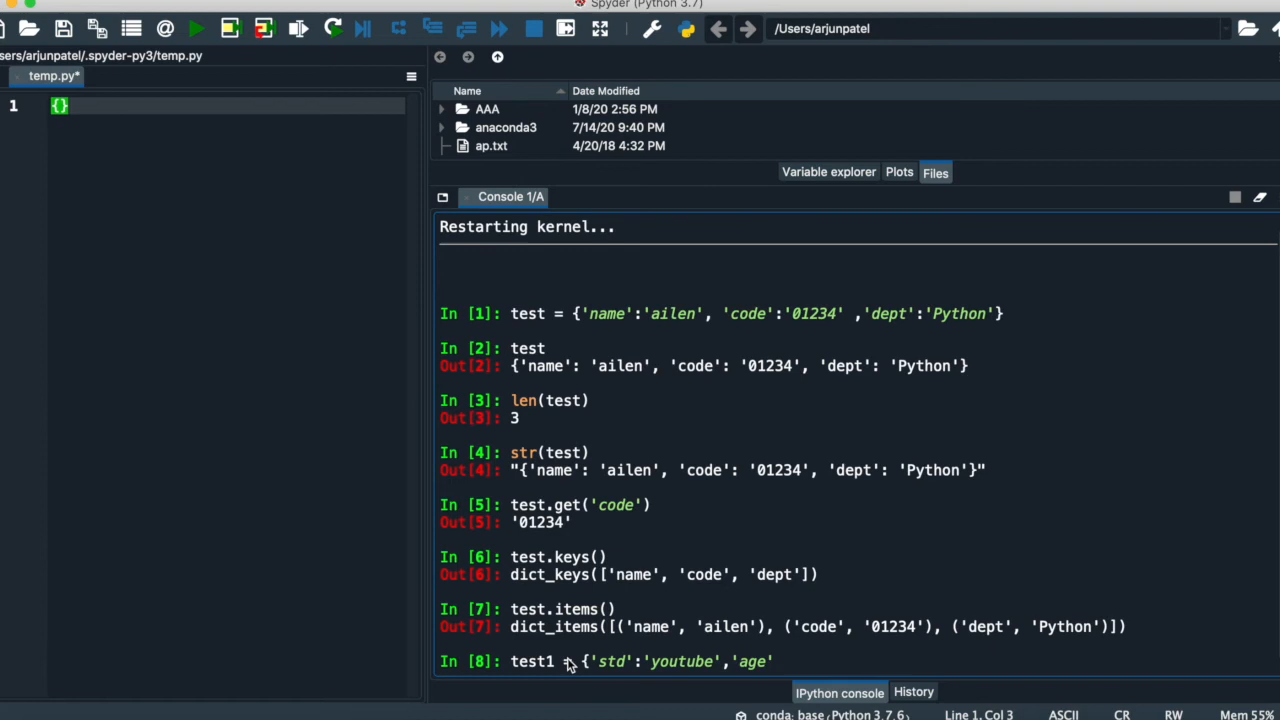 Spyder (Python 3.7)
/Users/arjunpatel
sers/arjunpatel/.spyder-py3/temp.py
temp.py*
1 {}
Name Date Modified
AAA 1/8/20 2:56 PM
anaconda3 7/14/20 9:40 PM
ap.txt 4/20/18 4:32 PM
Variable explorer Plots Files
Console 1/A
Restarting kernel...
In [1]: test = {'name':'ailen', 'code':'01234' ,'dept':'Python'}
In [2]: test
Out[2]: {'name': 'ailen', 'code': '01234', 'dept': 'Python'}
In [3]: len(test)
Out[3]: 3
In [4]: str(test)
Out[4]: "{'name': 'ailen', 'code': '01234', 'dept': 'Python'}"
In [5]: test.get('code')
Out[5]: '01234'
In [6]: test.keys()
Out[6]: dict_keys(['name', 'code', 'dept'])
In [7]: test.items()
Out[7]: dict_items([('name', 'ailen'), ('code', '01234'), ('dept', 'Python')])
In [8]: test1 = {'std':'youtube','age'
IPython console History
conda: base (Python 3.7.6) Line 1, Col 3 ASCII CR RW Mem 55%